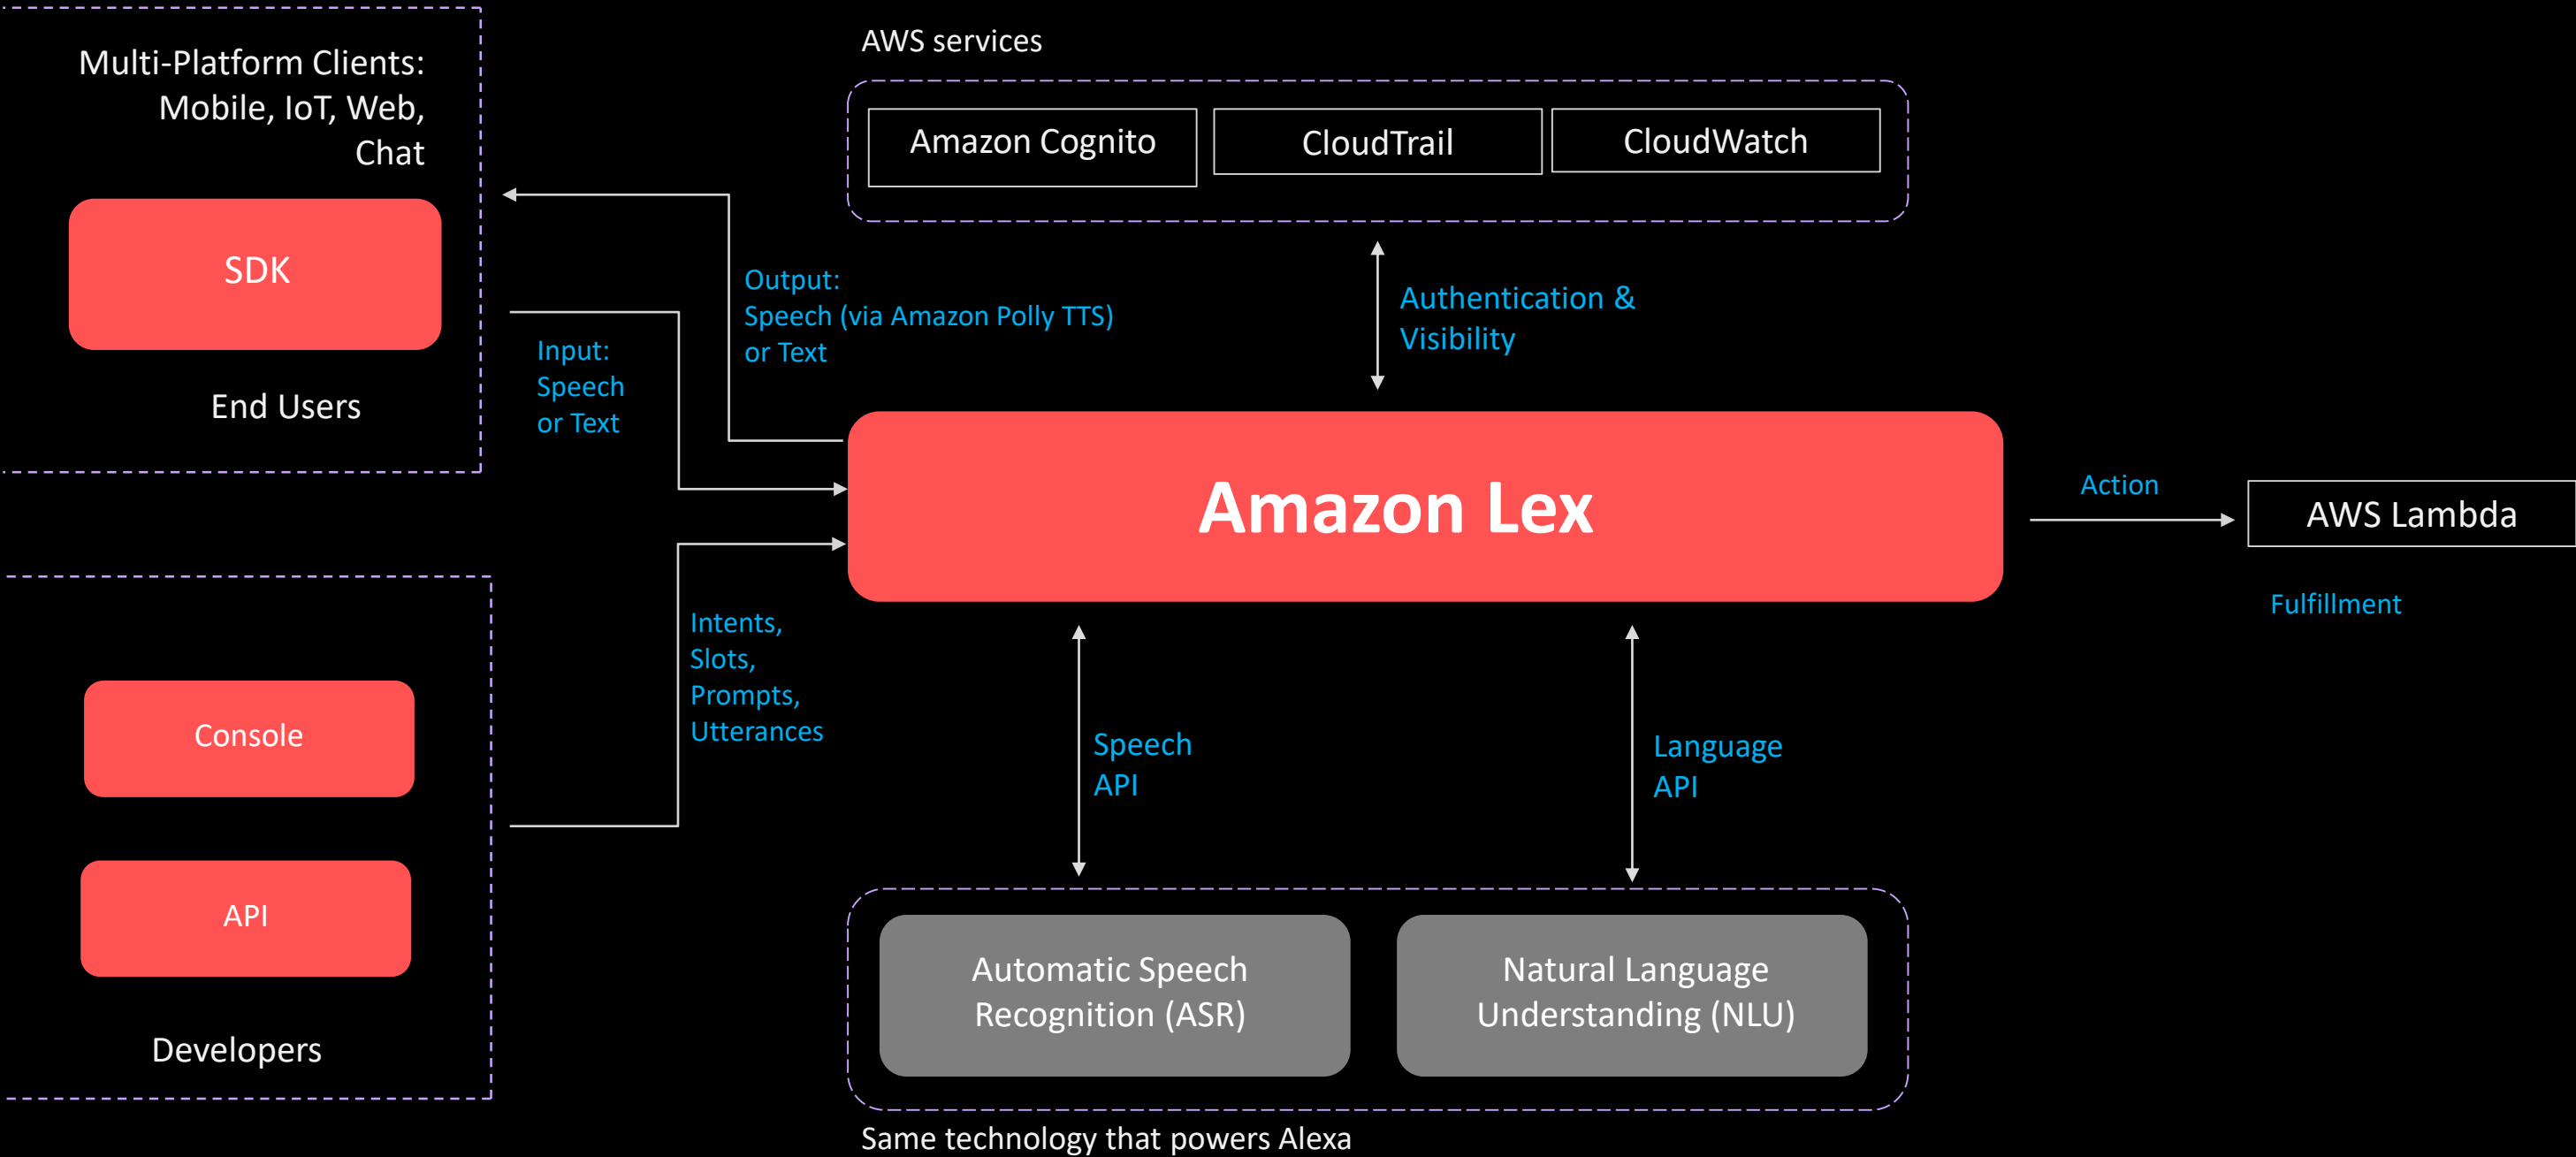 Multi-Platform Clients:
Mobile, IoT, Web,
Chat
SDK
End Users
Input:
Speech
or Text
Output:
Speech (via Amazon Polly TTS)
or Text
AWS services
Amazon Cognito
CloudTrail
CloudWatch
Authentication &
Visibility
Amazon Lex
Action
AWS Lambda
Fulfillment
Console
API
Developers
Intents,
Slots,
Prompts,
Utterances
Speech
API
Language
API
Automatic Speech
Recognition (ASR)
Natural Language
Understanding (NLU)
Same technology that powers Alexa